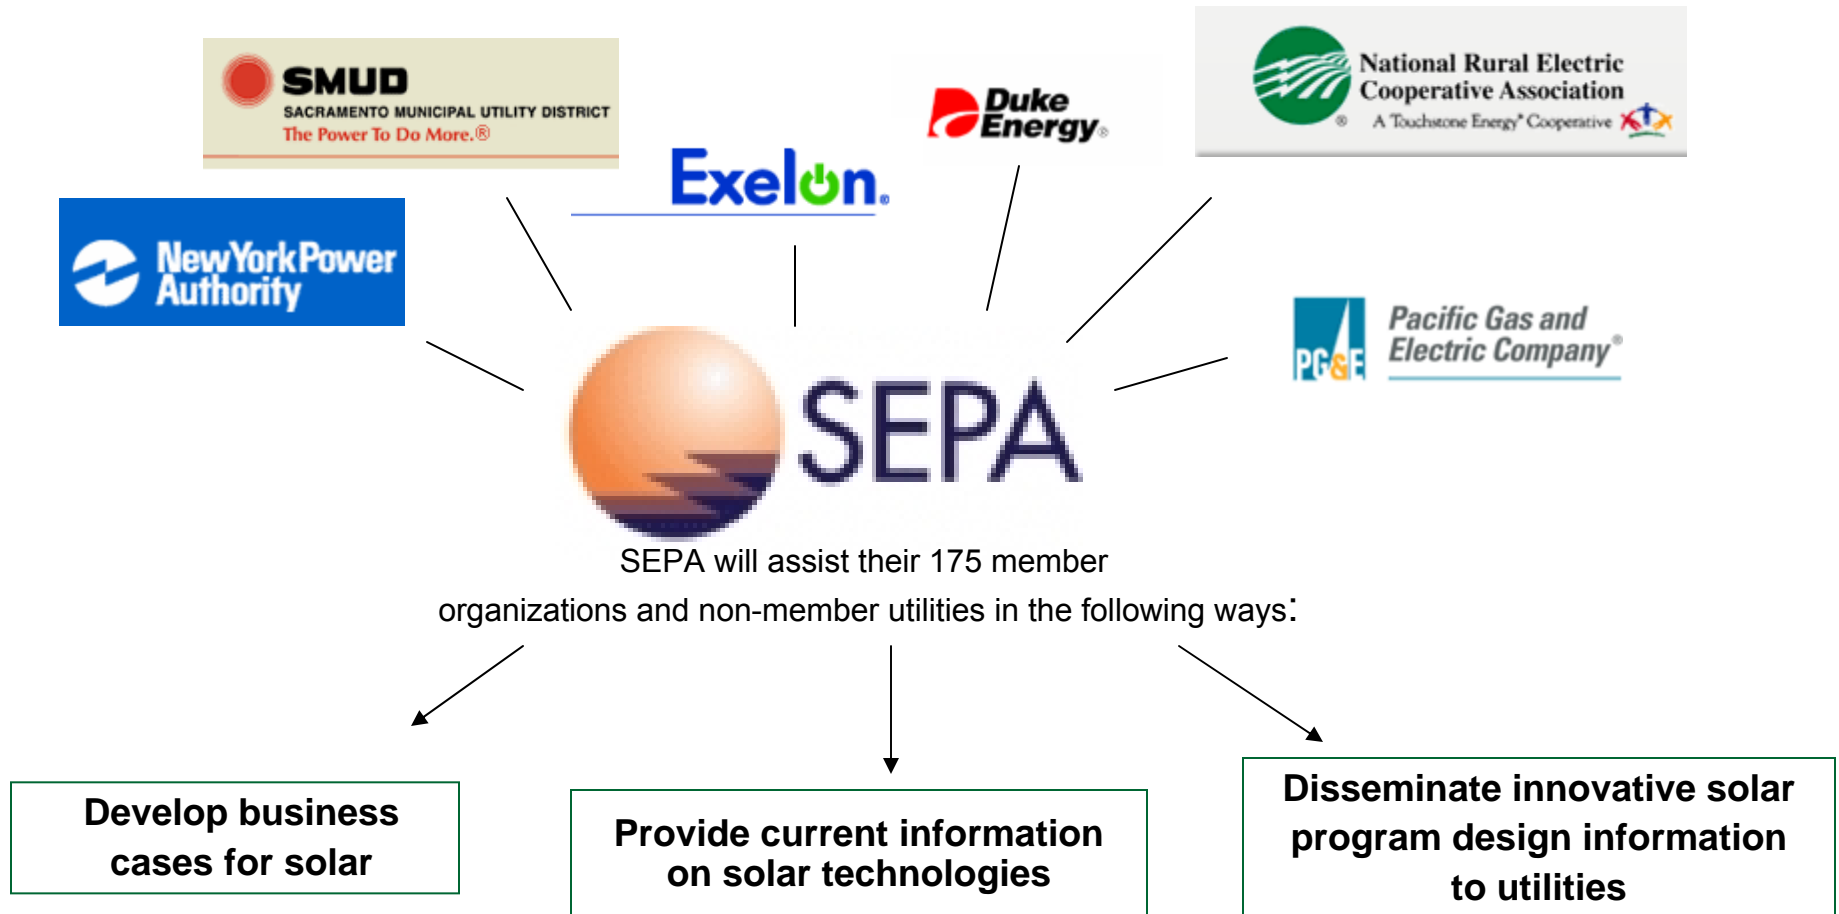 SMUD
SACRAMENTO MUNICIPAL UTILITY DISTRICT
The Power To Do More.®
Exelon®
Duke
Energy®
National Rural Electric
Cooperative Association
® A Touchstone Energy® Cooperative
New York Power
Authority
PG&E
Pacific Gas and
Electric Company®
SEPA
SEPA will assist their 175 member
organizations and non-member utilities in the following ways:
Develop business
cases for solar
Provide current information
on solar technologies
Disseminate innovative solar
program design information
to utilities